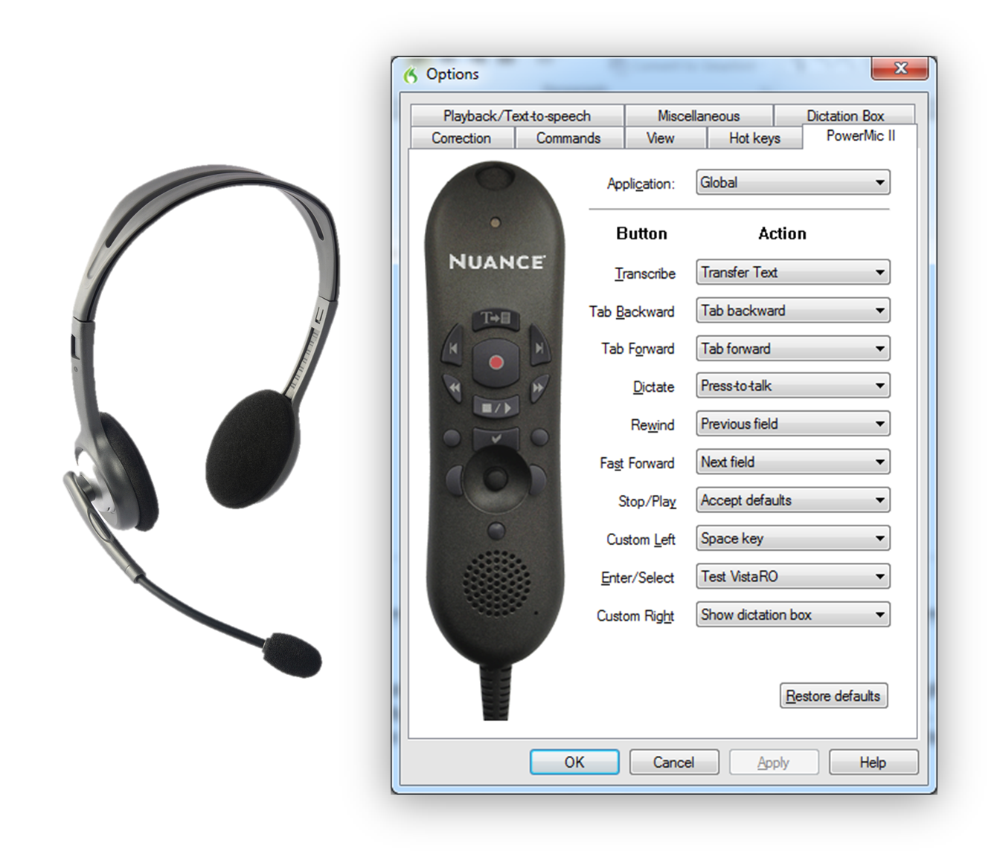 Options
Playback/Text-to-speech Miscellaneous Dictation Box
Correction Commands View Hot keys PowerMic II
Application: Global
Button Action
NUANCE
Transcribe Transfer Text
Tab Backward Tab backward
T
Tab Forward Tab forward
Dictate Press-to-talk
Rewind Previous field
Fast Forward Next field
Stop/Play Accept defaults
Custom Left Space key
Enter/Select Test VistaRO
Custom Right Show dictation box
Restore defaults
OK Cancel Apply Help